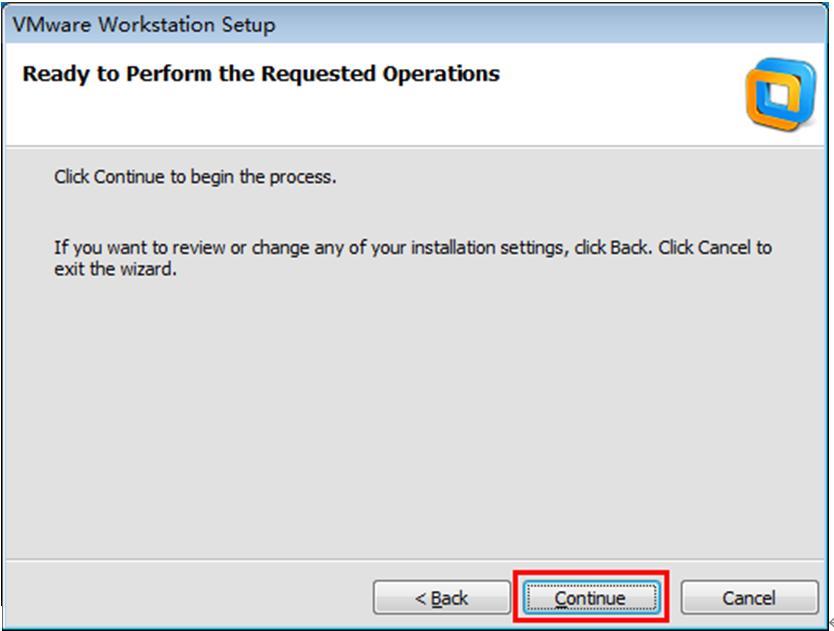 VMware Workstation Setup
Ready to Perform the Requested Operations
Click Continue to begin the process.
If you want to review or change any of your installation settings, click Back. Click Cancel to
exit the wizard.
< Back Continue Cancel